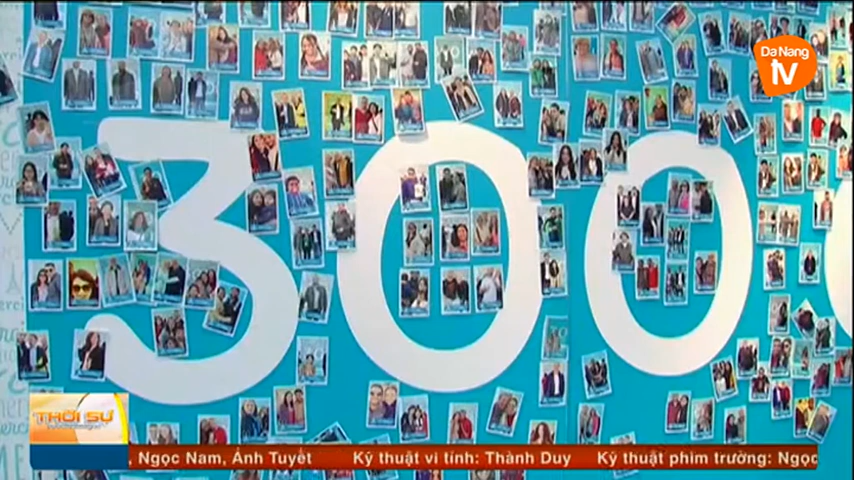 Da Nang
tv
300
THỜI SỰ
, Ngọc Nam, Ánh Tuyết Kỹ thuật vi tính: Thành Duy Kỹ thuật phim trường: Ngọc